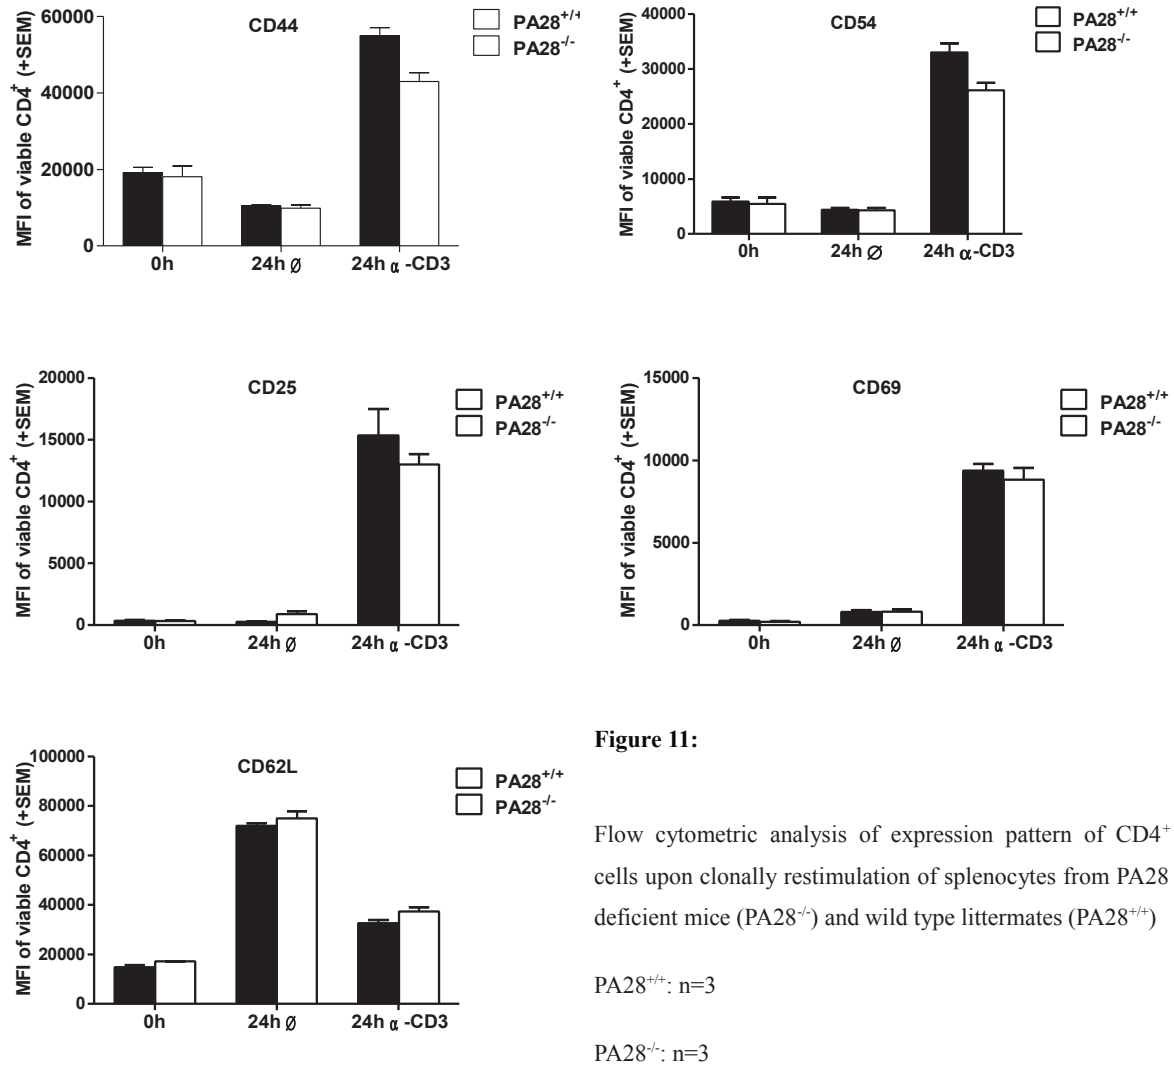 CD44
MFI of viable CD4+ (+SEM)
60000
40000
20000
0
0h 24h ø 24h α -CD3
PA28+/+
PA28-/-
CD54
MFI of viable CD4+ (+SEM)
40000
30000
20000
10000
0
0h 24h Ø 24h α-CD3
PA28+/+
PA28-/-
CD25
MFI of viable CD4+ (+SEM)
20000
15000
10000
5000
0
0h 24h ø 24h α -CD3
PA28+/+
PA28-/-
CD69
MFI of viable CD4+ (+SEM)
15000
10000
5000
0
0h 24h ø 24h α -CD3
PA28+/+
PA28-/-
CD62L
MFI of viable CD4+ (+SEM)
100000
80000
60000
40000
20000
0
0h 24h ø 24h α -CD3
PA28+/+
PA28-/-
Figure 11:
Flow cytometric analysis of expression pattern of CD4+
cells upon clonally restimulation of splenocytes from PA28
deficient mice (PA28-/-) and wild type littermates (PA28+/+)
PA28+/+: n=3
PA28-/-: n=3